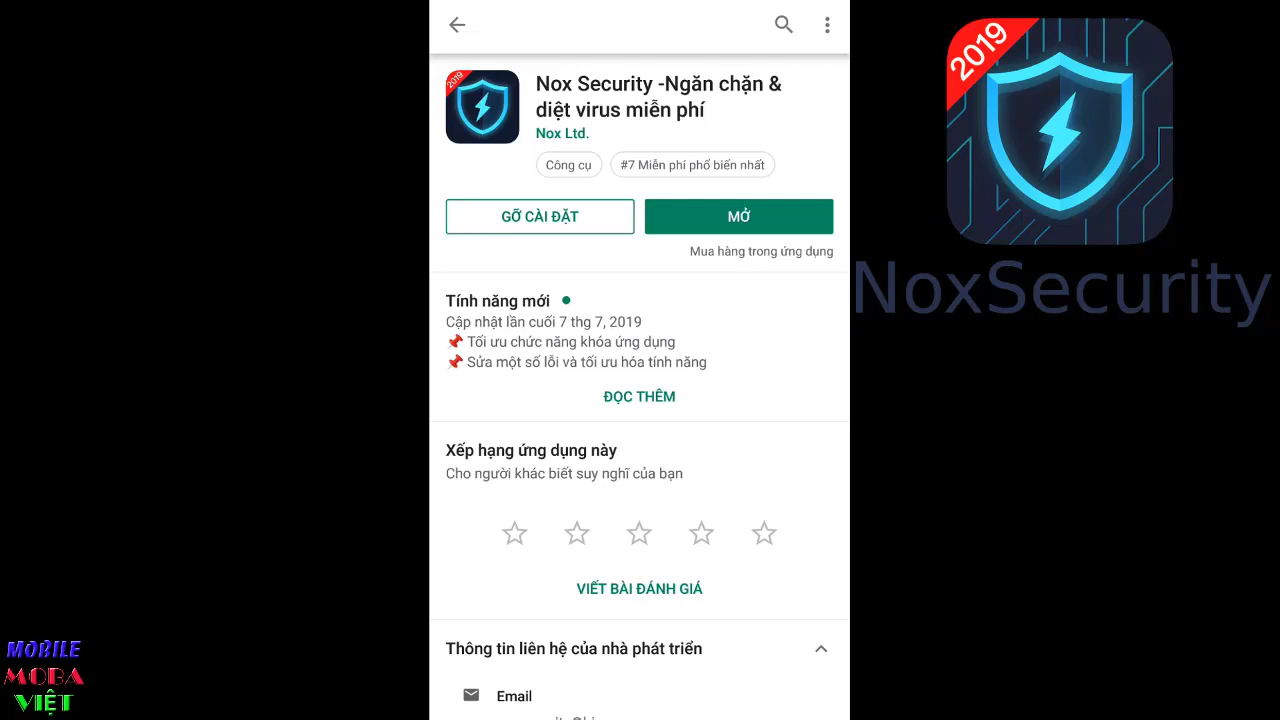 2019
Nox Security -Ngăn chặn &
diệt virus miễn phí
Nox Ltd.
Công cụ
#7 Miễn phí phổ biến nhất
GỠ CÀI ĐẶT
MỞ
Mua hàng trong ứng dụng
Tính năng mới
Cập nhật lần cuối 7 thg 7, 2019
📌 Tối ưu chức năng khóa ứng dụng
📌 Sửa một số lỗi và tối ưu hóa tính năng
ĐỌC THÊM
Xếp hạng ứng dụng này
Cho người khác biết suy nghĩ của bạn
VIẾT BÀI ĐÁNH GIÁ
Thông tin liên hệ của nhà phát triển
Email
2019
NoxSecurity
MOBILE
MOBA
VIỆT